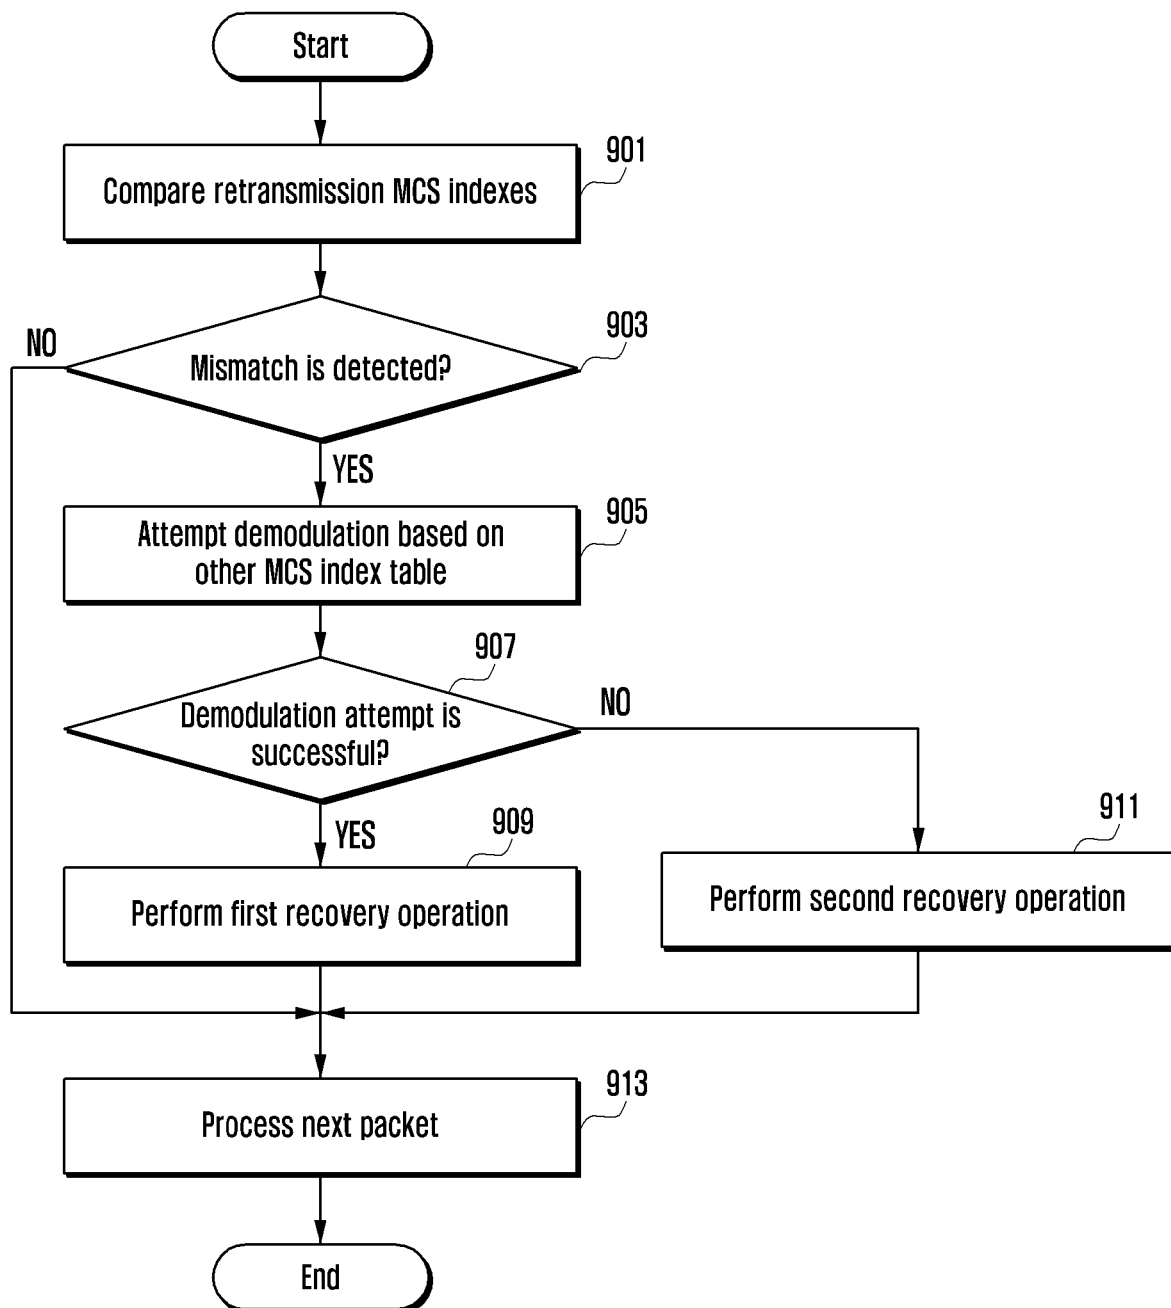 Start
901
Compare retransmission MCS indexes
903
NO
Mismatch is detected?
YES
905
Attempt demodulation based on
other MCS index table
907
NO
Demodulation attempt is
successful?
YES
909
911
Perform first recovery operation
Perform second recovery operation
913
Process next packet
End